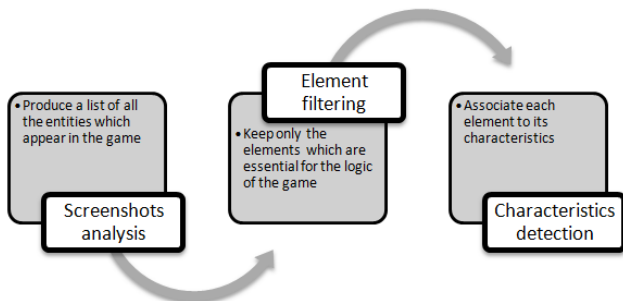 • Produce a list of all
the entities which
appear in the game
Screenshots
analysis
Element
filtering
• Keep only the
elements which are
essential for the logic
of the game
• Associate each
element to its
characteristics
Characteristics
detection